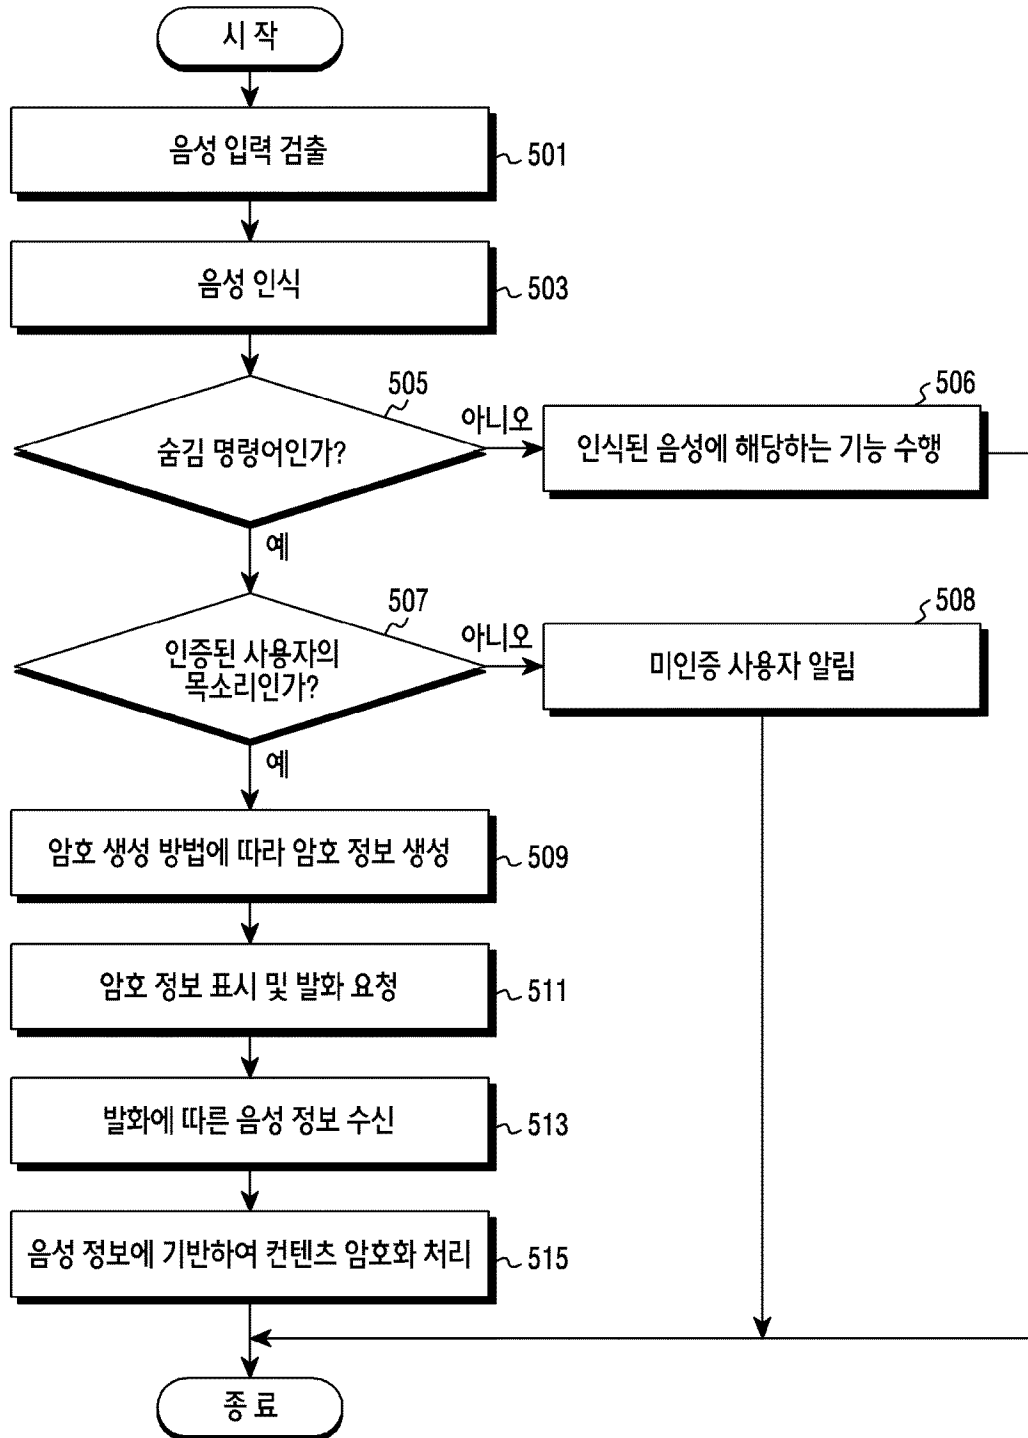 시 작
음성 입력 검출
501
음성 인식
503
505
숨김 명령어인가?
아니오
506
인식된 음성에 해당하는 기능 수행
예
507
인증된 사용자의
목소리인가?
아니오
508
미인증 사용자 알림
예
암호 생성 방법에 따라 암호 정보 생성
509
암호 정보 표시 및 발화 요청
511
발화에 따른 음성 정보 수신
513
음성 정보에 기반하여 컨텐츠 암호화 처리
515
종 료